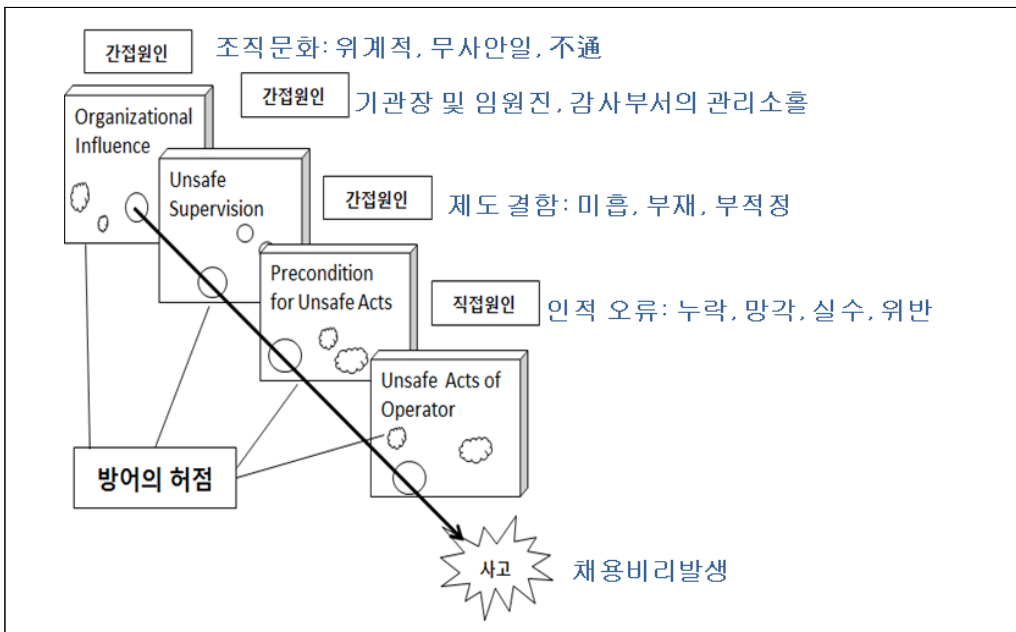 간접원인
조직문화: 위계적, 무사안일, 不通
간접원인
기관장 및 임원진, 감사부서의 관리소홀
Organizational
Influence
Unsafe
Supervision
간접원인
제도 결함: 미흡, 부재, 부적정
Precondition
for Unsafe Acts
직접원인
인적 오류: 누락, 망각, 실수, 위반
Unsafe Acts of
Operator
방어의 허점
사고
채용비리발생